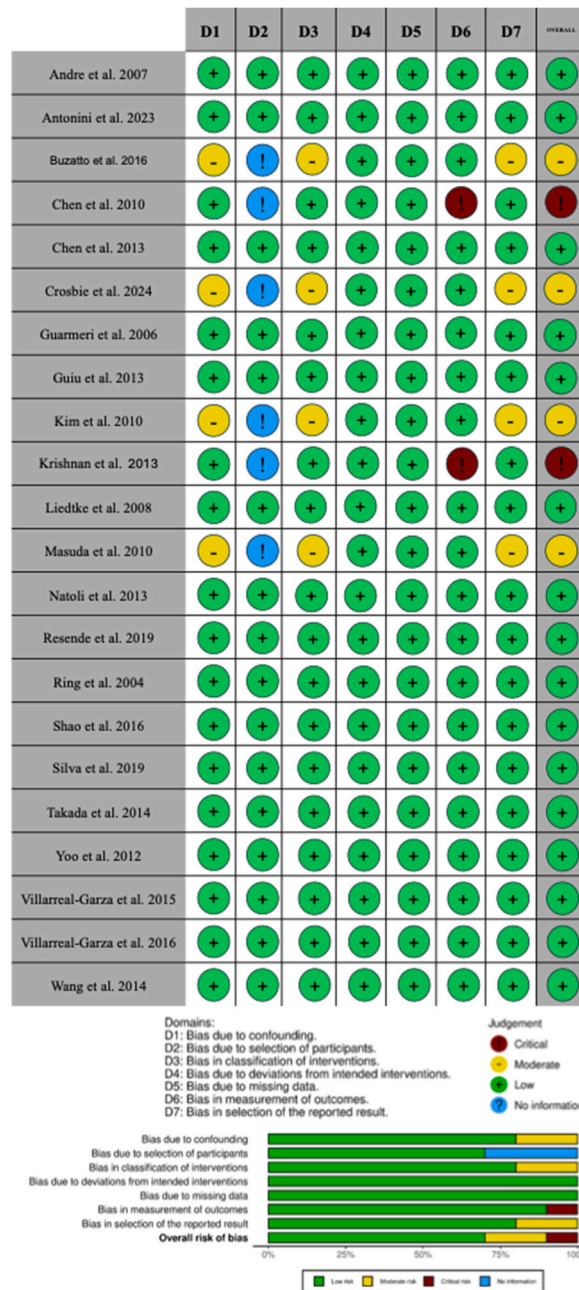 D1 D2 D3 D4 D5 D6 D7 OVERALL
Andre et al. 2007 + + + + + + + +
Antonini et al. 2023 + + + + + + + +
Buzatto et al. 2016 - ! - + + + - -
Chen et al. 2010 + ! + + + ! + !
Chen et al. 2013 + + + + + + + +
Crosbie et al. 2024 - ! - + + + - -
Guarmeri et al. 2006 + + + + + + + +
Guiu et al. 2013 + + + + + + + +
Kim et al. 2010 - ! - + + + - -
Krishnan et al. 2013 + ! + + + ! + !
Liedtke et al. 2008 + + + + + + + +
Masuda et al. 2010 - ! - + + + - -
Natoli et al. 2013 + + + + + + + +
Resende et al. 2019 + + + + + + + +
Ring et al. 2004 + + + + + + + +
Shao et al. 2016 + + + + + + + +
Silva et al. 2019 + + + + + + + +
Takada et al. 2014 + + + + + + + +
Yoo et al. 2012 + + + + + + + +
Villarreal-Garza et al. 2015 + + + + + + + +
Villarreal-Garza et al. 2016 + + + + + + + +
Wang et al. 2014 + + + + + + + +
Domains:
D1: Bias due to confounding.
D2: Bias due to selection of participants.
D3: Bias in classification of interventions.
D4: Bias due to deviations from intended interventions.
D5: Bias due to missing data.
D6: Bias in measurement of outcomes.
D7: Bias in selection of the reported result.
Judgement
! Critical
- Moderate
+ Low
? No information
Bias due to confounding
Bias due to selection of participants
Bias in classification of interventions
Bias due to deviations from intended interventions
Bias due to missing data
Bias in measurement of outcomes
Bias in selection of the reported result
Overall risk of bias
0% 25% 50% 75% 100
Low risk Moderate risk Critical risk No information